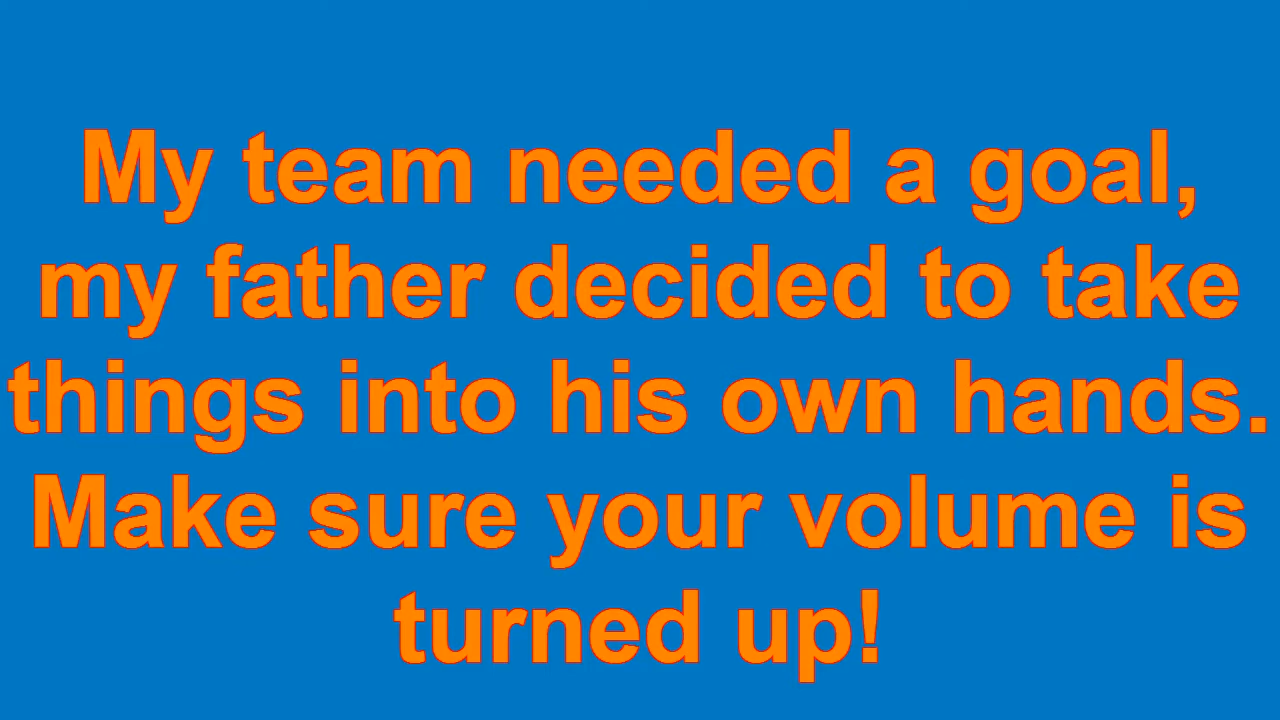 My team needed a goal,
my father decided to take
things into his own hands.
Make sure your volume is
turned up!